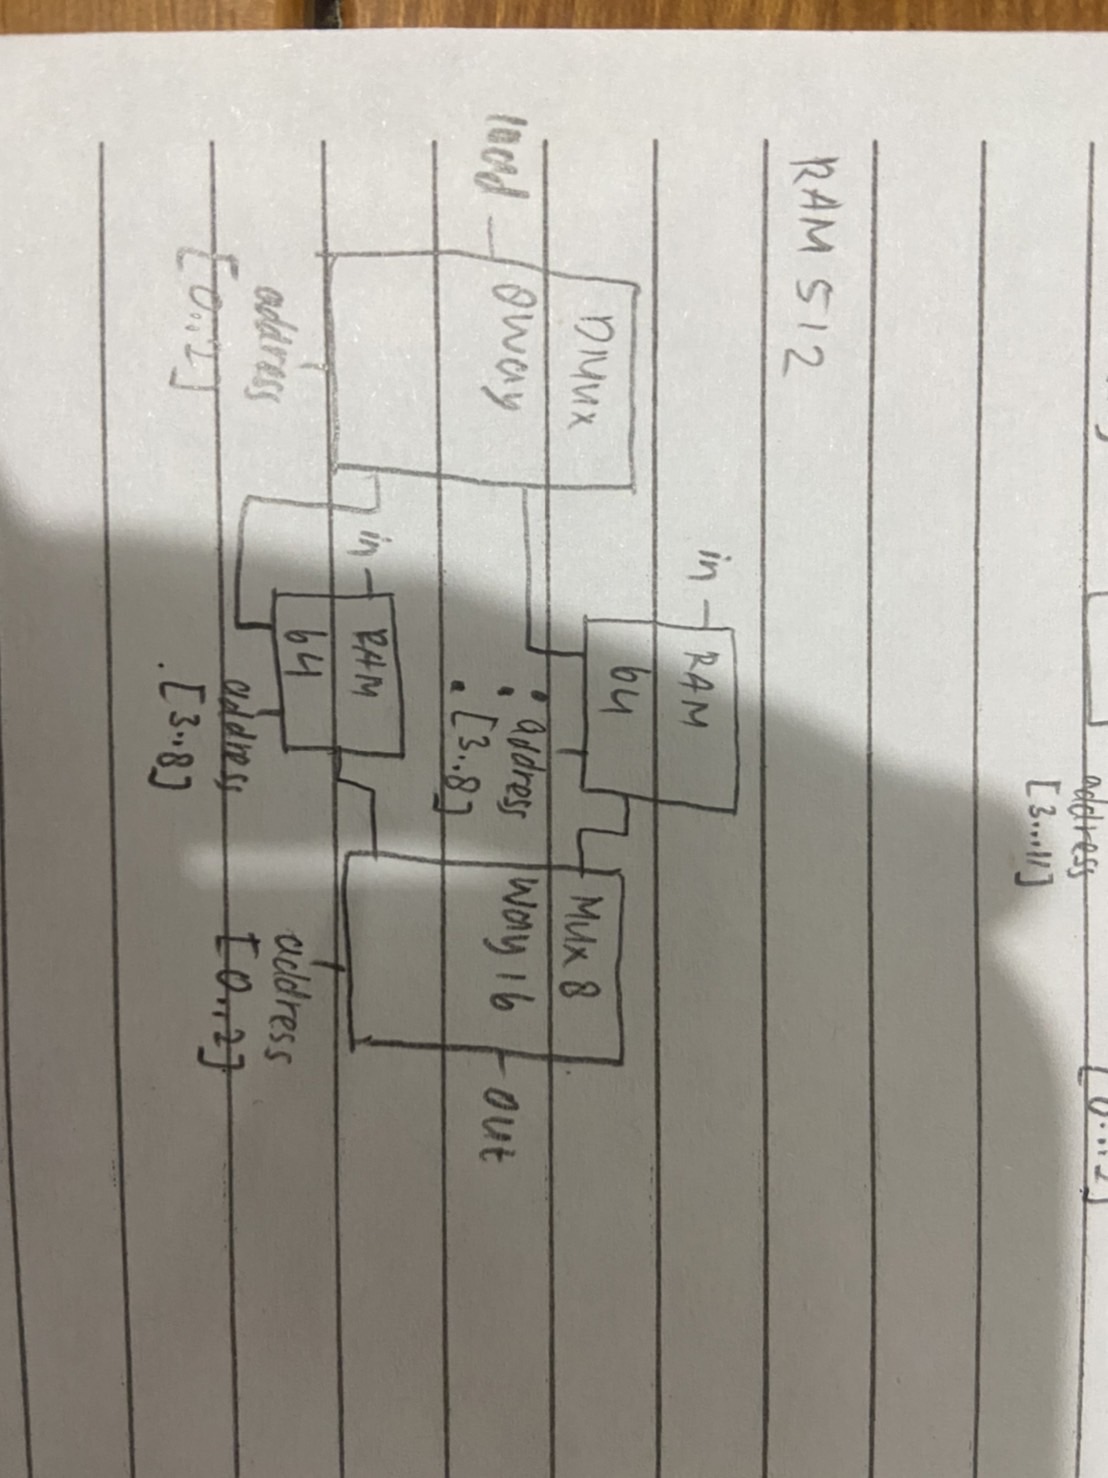 address
[3...11]
[0...2]
RAM 512
in
RAM
64
DMux
8way
load
address
[0..2]
address
[3..8]
Mux 8
way 16
out
in
RAM
64
address
[3..8]
address
[0..2]